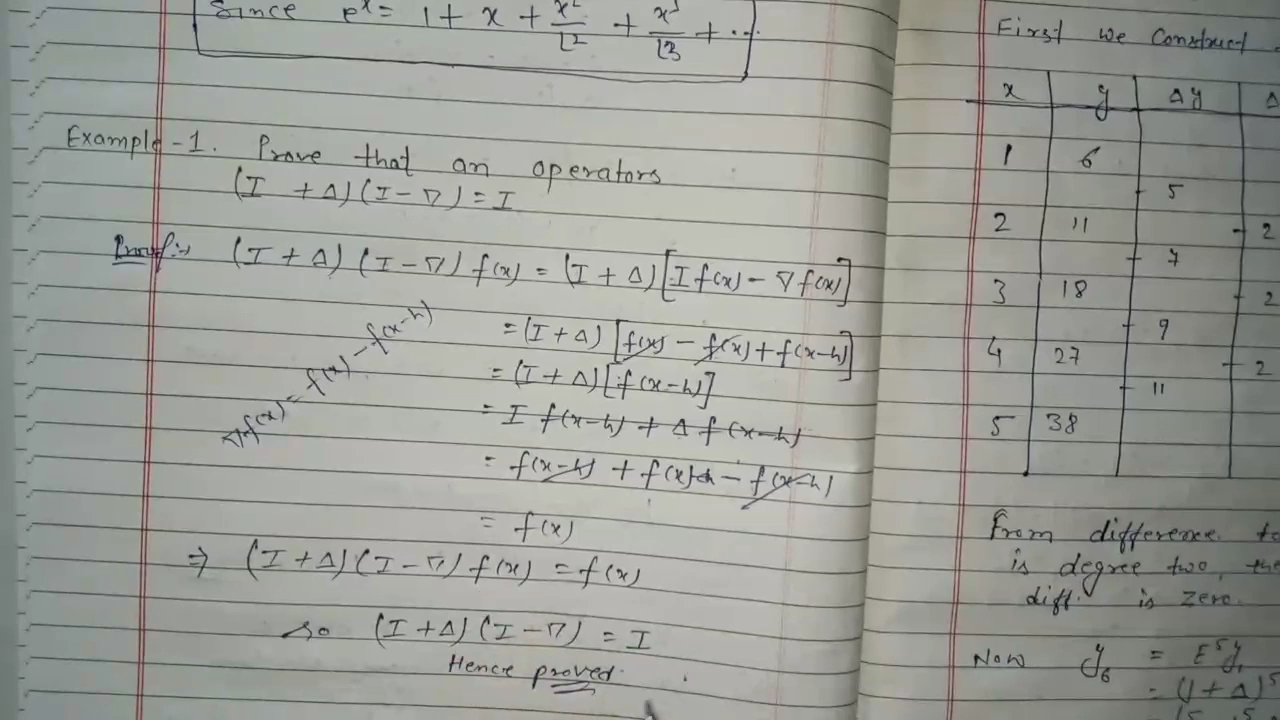 Since e^x = 1 + x + x²/⌊2 + x³/⌊3 + ...
Example-1. Prove that an operators
(I + Δ)(I-∇) = I
Proof:- (I + Δ) (I-∇) f(x) = (I + Δ) [I f(x) - ∇ f(x)]
= (I + Δ) [f(x) - f(x) + f(x-h)]
∇f(x) = f(x) - f(x-h)
= (I + Δ) [f(x-h)]
= I f(x-h) + Δ f(x-h)
= f(x-h) + f(x) - f(x-h)
= f(x)
⇒ (I + Δ)(I-∇) f(x) = f(x)
so (I + Δ) (I-∇) = I
Hence proved.
First we Construct
x y Δy Δ
1 6
5
2 11 2
7
3 18 2
9
4 27 2
11
5 38
From difference
is degree two, the
diff. is zero.
Now y₆ = E⁵y₁
= (1 + Δ)⁵